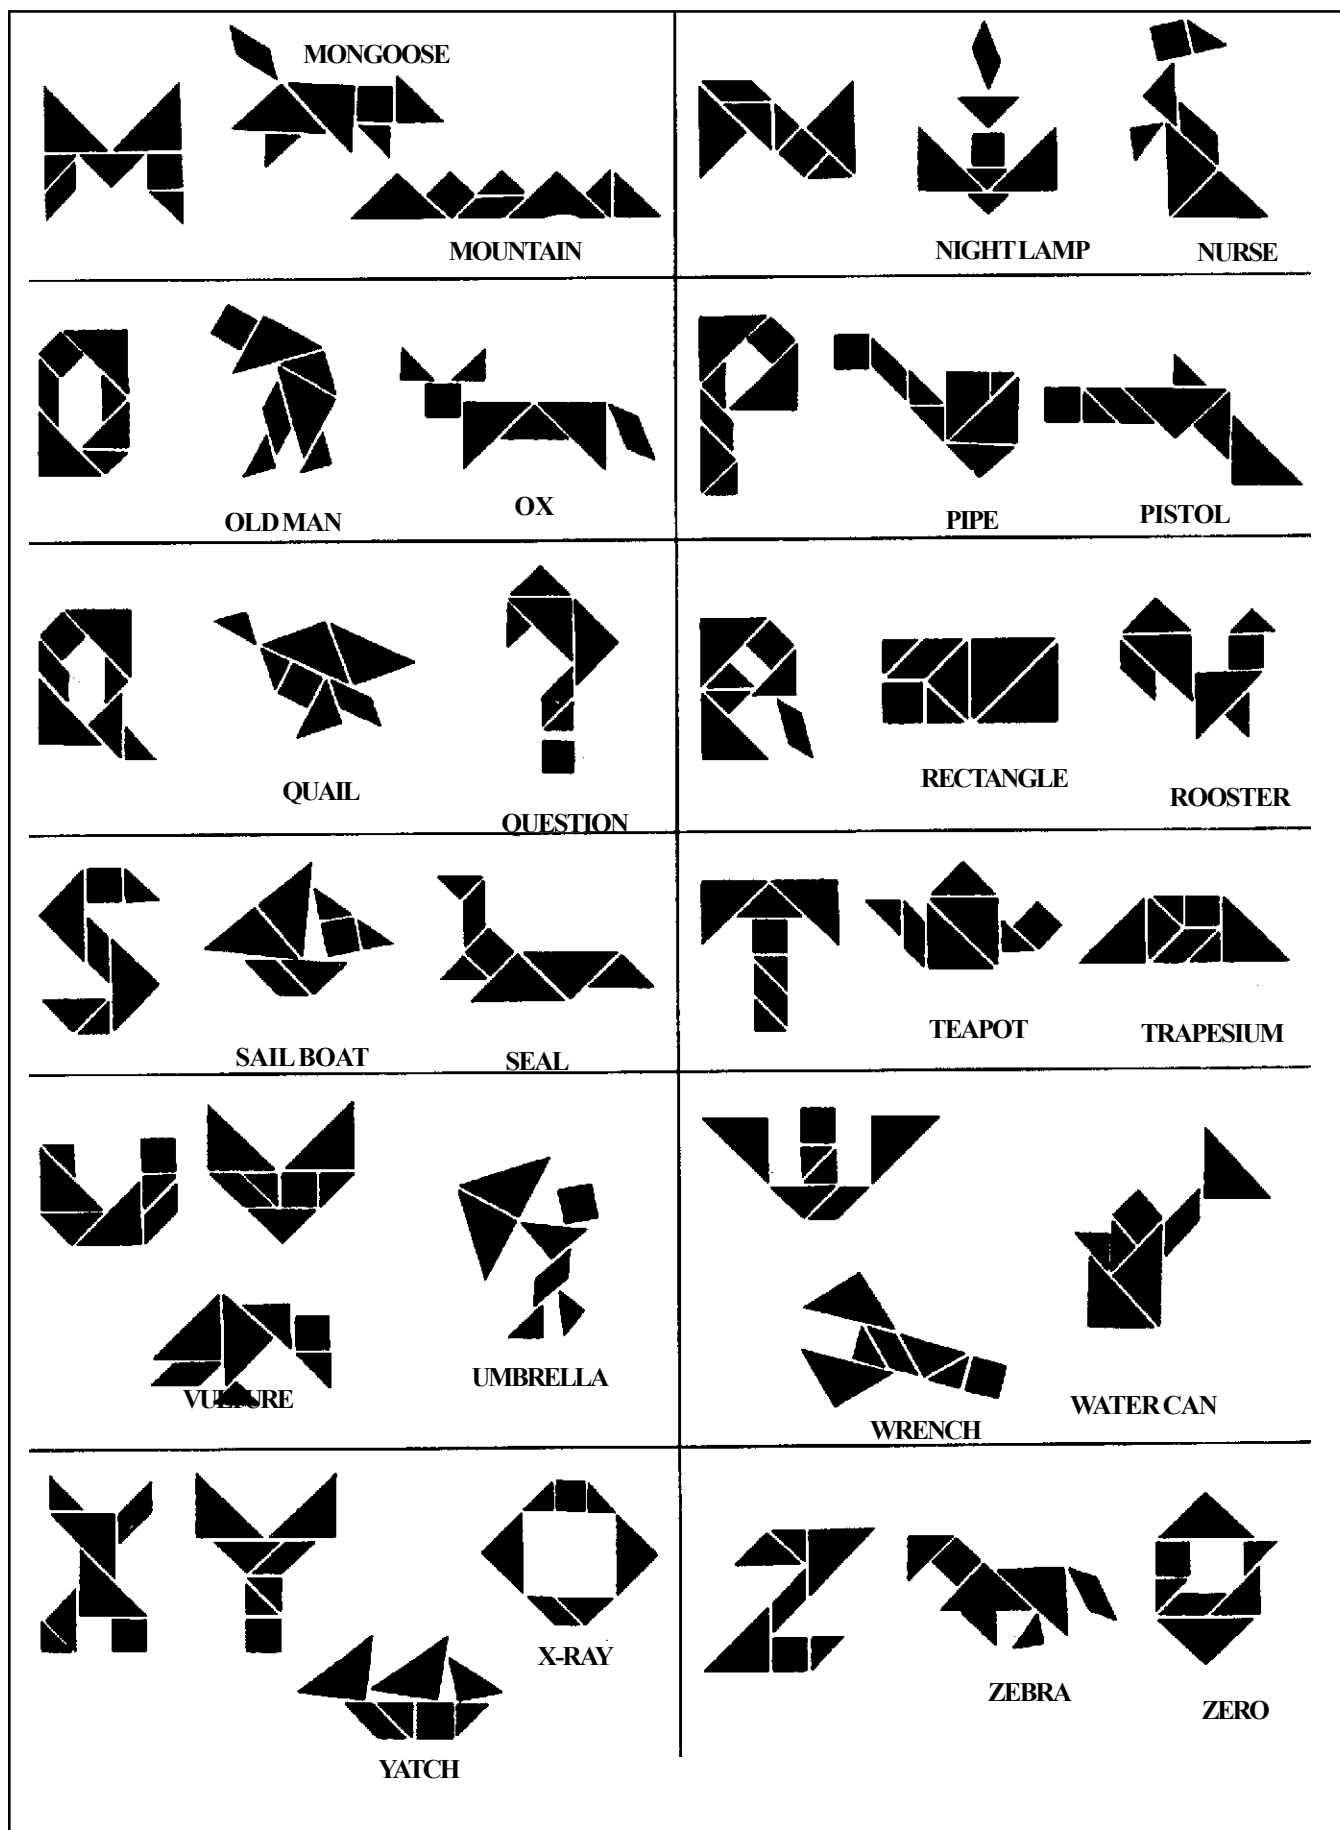 MONGOOSE
MOUNTAIN
NIGHT LAMP
NURSE
OLD MAN
OX
PIPE
PISTOL
QUAIL
QUESTION
RECTANGLE
ROOSTER
SAIL BOAT
SEAL
TEAPOT
TRAPESIUM
VULTURE
UMBRELLA
WRENCH
WATER CAN
X-RAY
YATCH
ZEBRA
ZERO